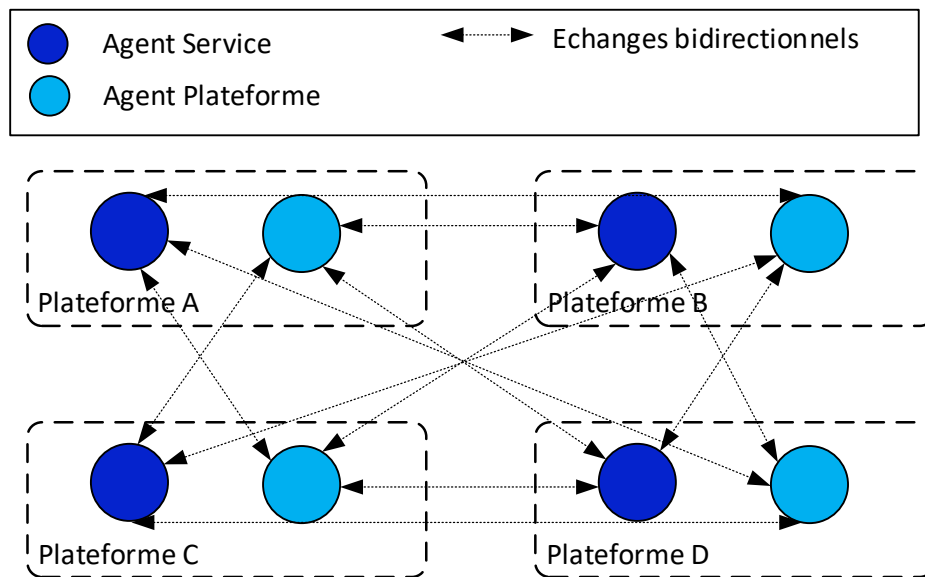 Agent Service
Echanges bidirectionnels
Agent Plateforme
Plateforme A
Plateforme B
Plateforme C
Plateforme D